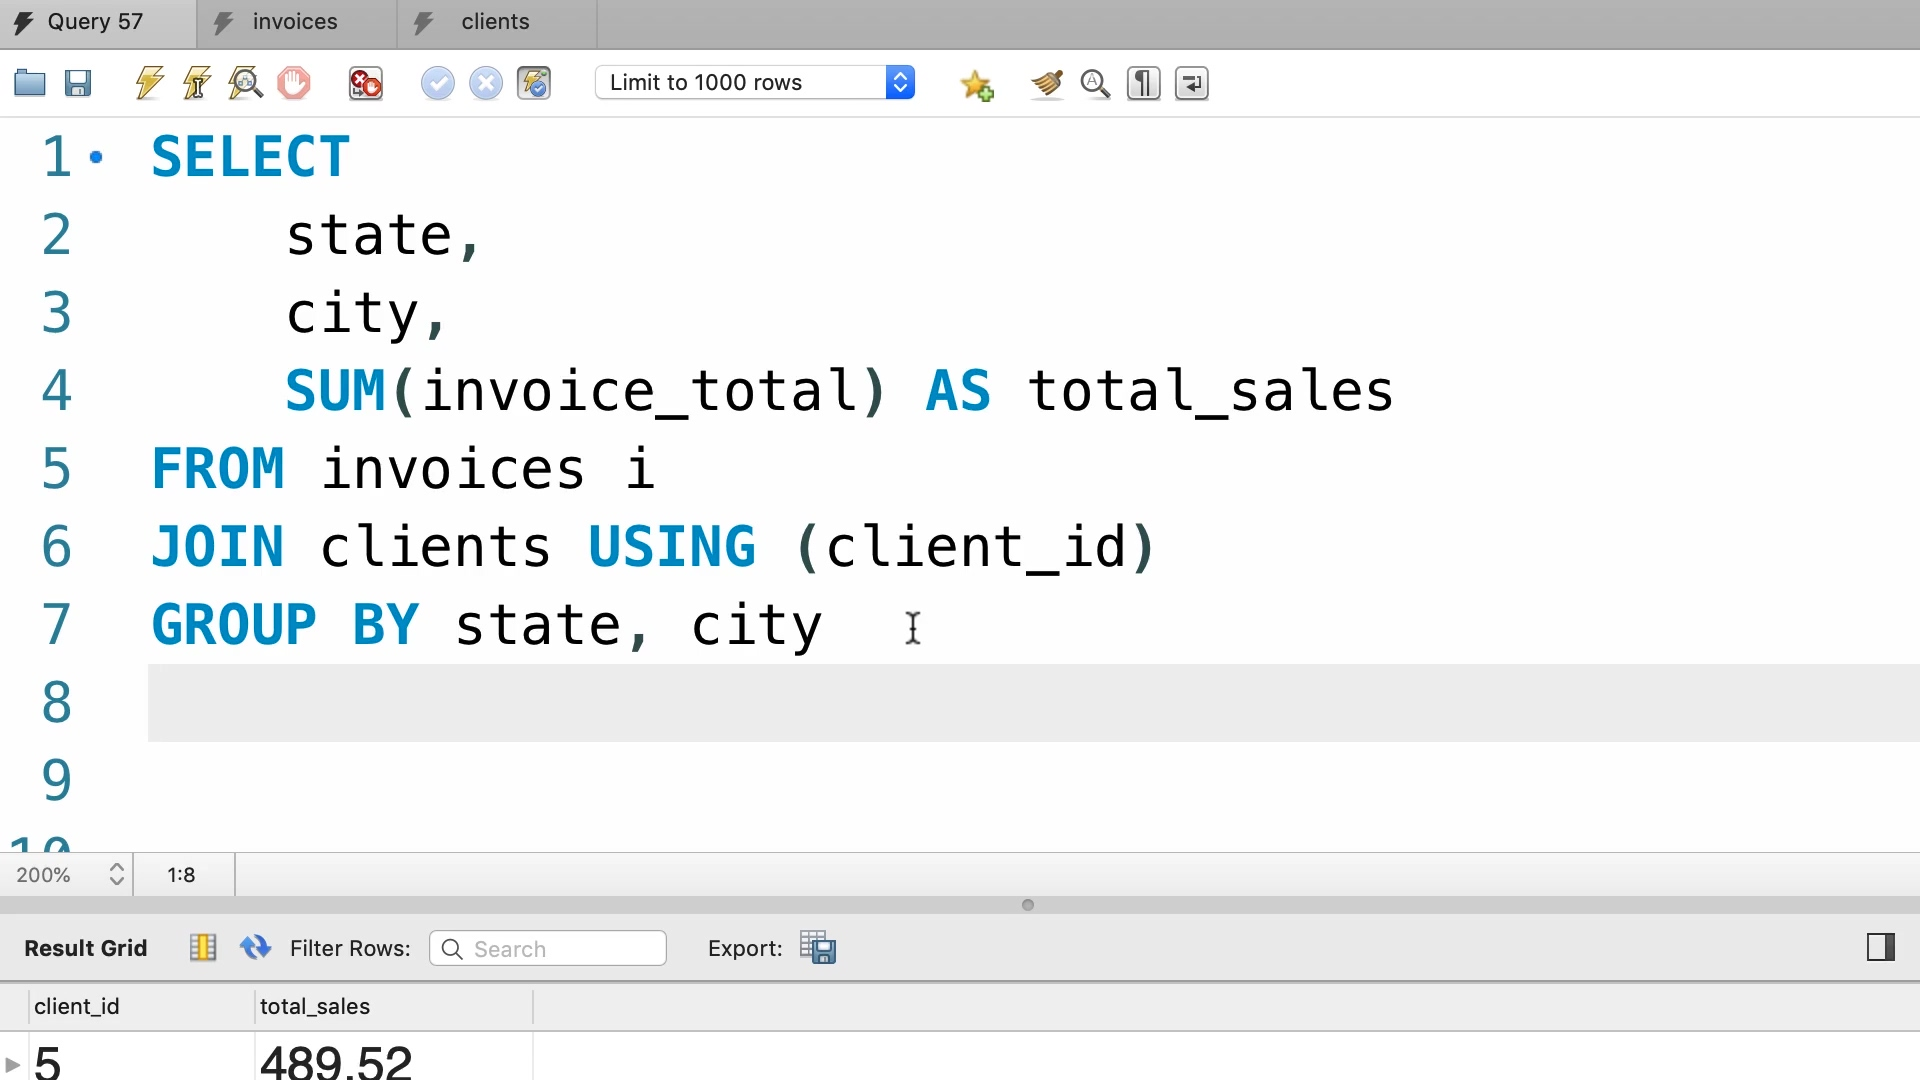 Query 57 invoices clients
Limit to 1000 rows
1 SELECT
2 state,
3 city,
4 SUM(invoice_total) AS total_sales
5 FROM invoices i
6 JOIN clients USING (client_id)
7 GROUP BY state, city
8
9
10
200% 1:8
Result Grid Filter Rows: Search Export:
client_id total_sales
5 489.52